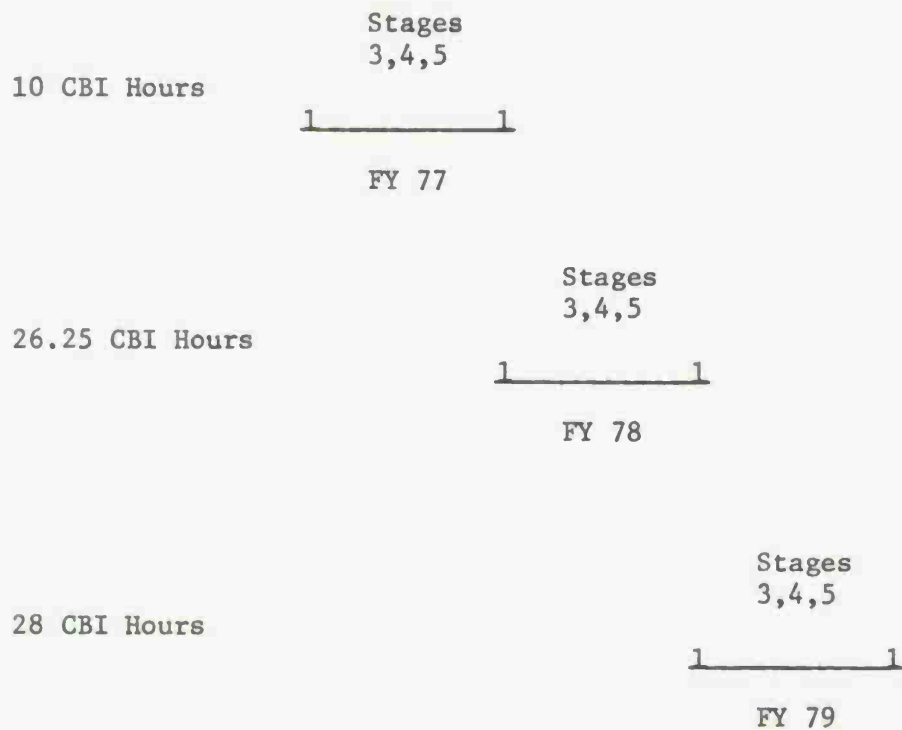 Stages
3,4,5
10 CBI Hours
1 1
FY 77
Stages
3,4,5
26.25 CBI Hours
1 1
FY 78
Stages
3,4,5
28 CBI Hours
1 1
FY 79